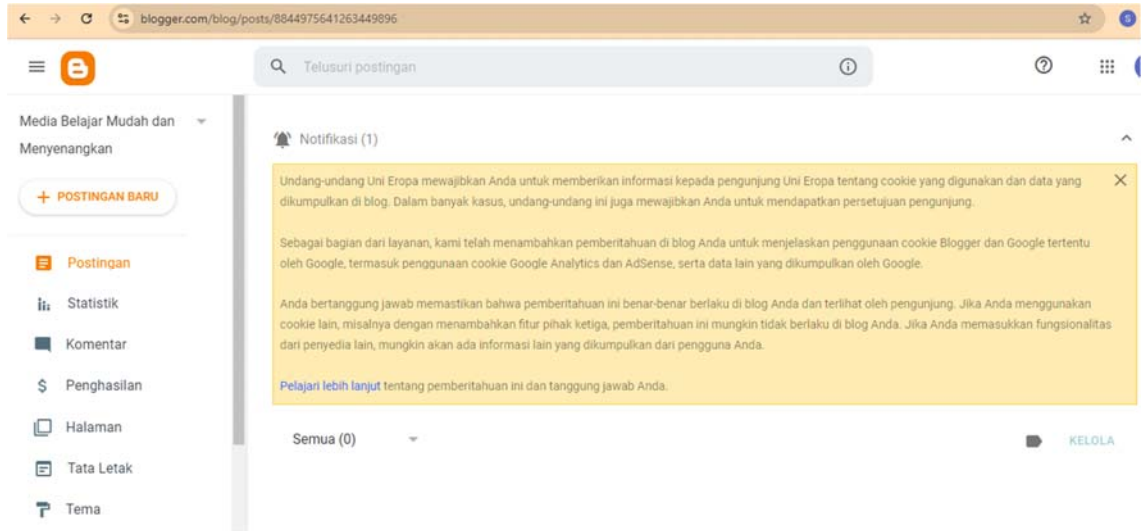 blogger.com/blog/posts/8844975641263449896
S
Telusuri postingan
Media Belajar Mudah dan
Menyenangkan
Notifikasi (1)
Undang-undang Uni Eropa mewajibkan Anda untuk memberikan informasi kepada pengunjung Uni Eropa tentang cookie yang digunakan dan data yang
dikumpulkan di blog. Dalam banyak kasus, undang-undang ini juga mewajibkan Anda untuk mendapatkan persetujuan pengunjung.
Sebagai bagian dari layanan, kami telah menambahkan pemberitahuan di blog Anda untuk menjelaskan penggunaan cookie Blogger dan Google tertentu
oleh Google, termasuk penggunaan cookie Google Analytics dan AdSense, serta data lain yang dikumpulkan oleh Google.
Anda bertanggung jawab memastikan bahwa pemberitahuan ini benar-benar berlaku di blog Anda dan terlihat oleh pengunjung. Jika Anda menggunakan
cookie lain, misalnya dengan menambahkan fitur pihak ketiga, pemberitahuan ini mungkin tidak berlaku di blog Anda. Jika Anda memasukkan fungsionalitas
dari penyedia lain, mungkin akan ada informasi lain yang dikumpulkan dari pengguna Anda.
Pelajari lebih lanjut tentang pemberitahuan ini dan tanggung jawab Anda.
+ POSTINGAN BARU
Postingan
Statistik
Komentar
$ Penghasilan
Halaman
Tata Letak
Tema
Semua (0)
KELOLA